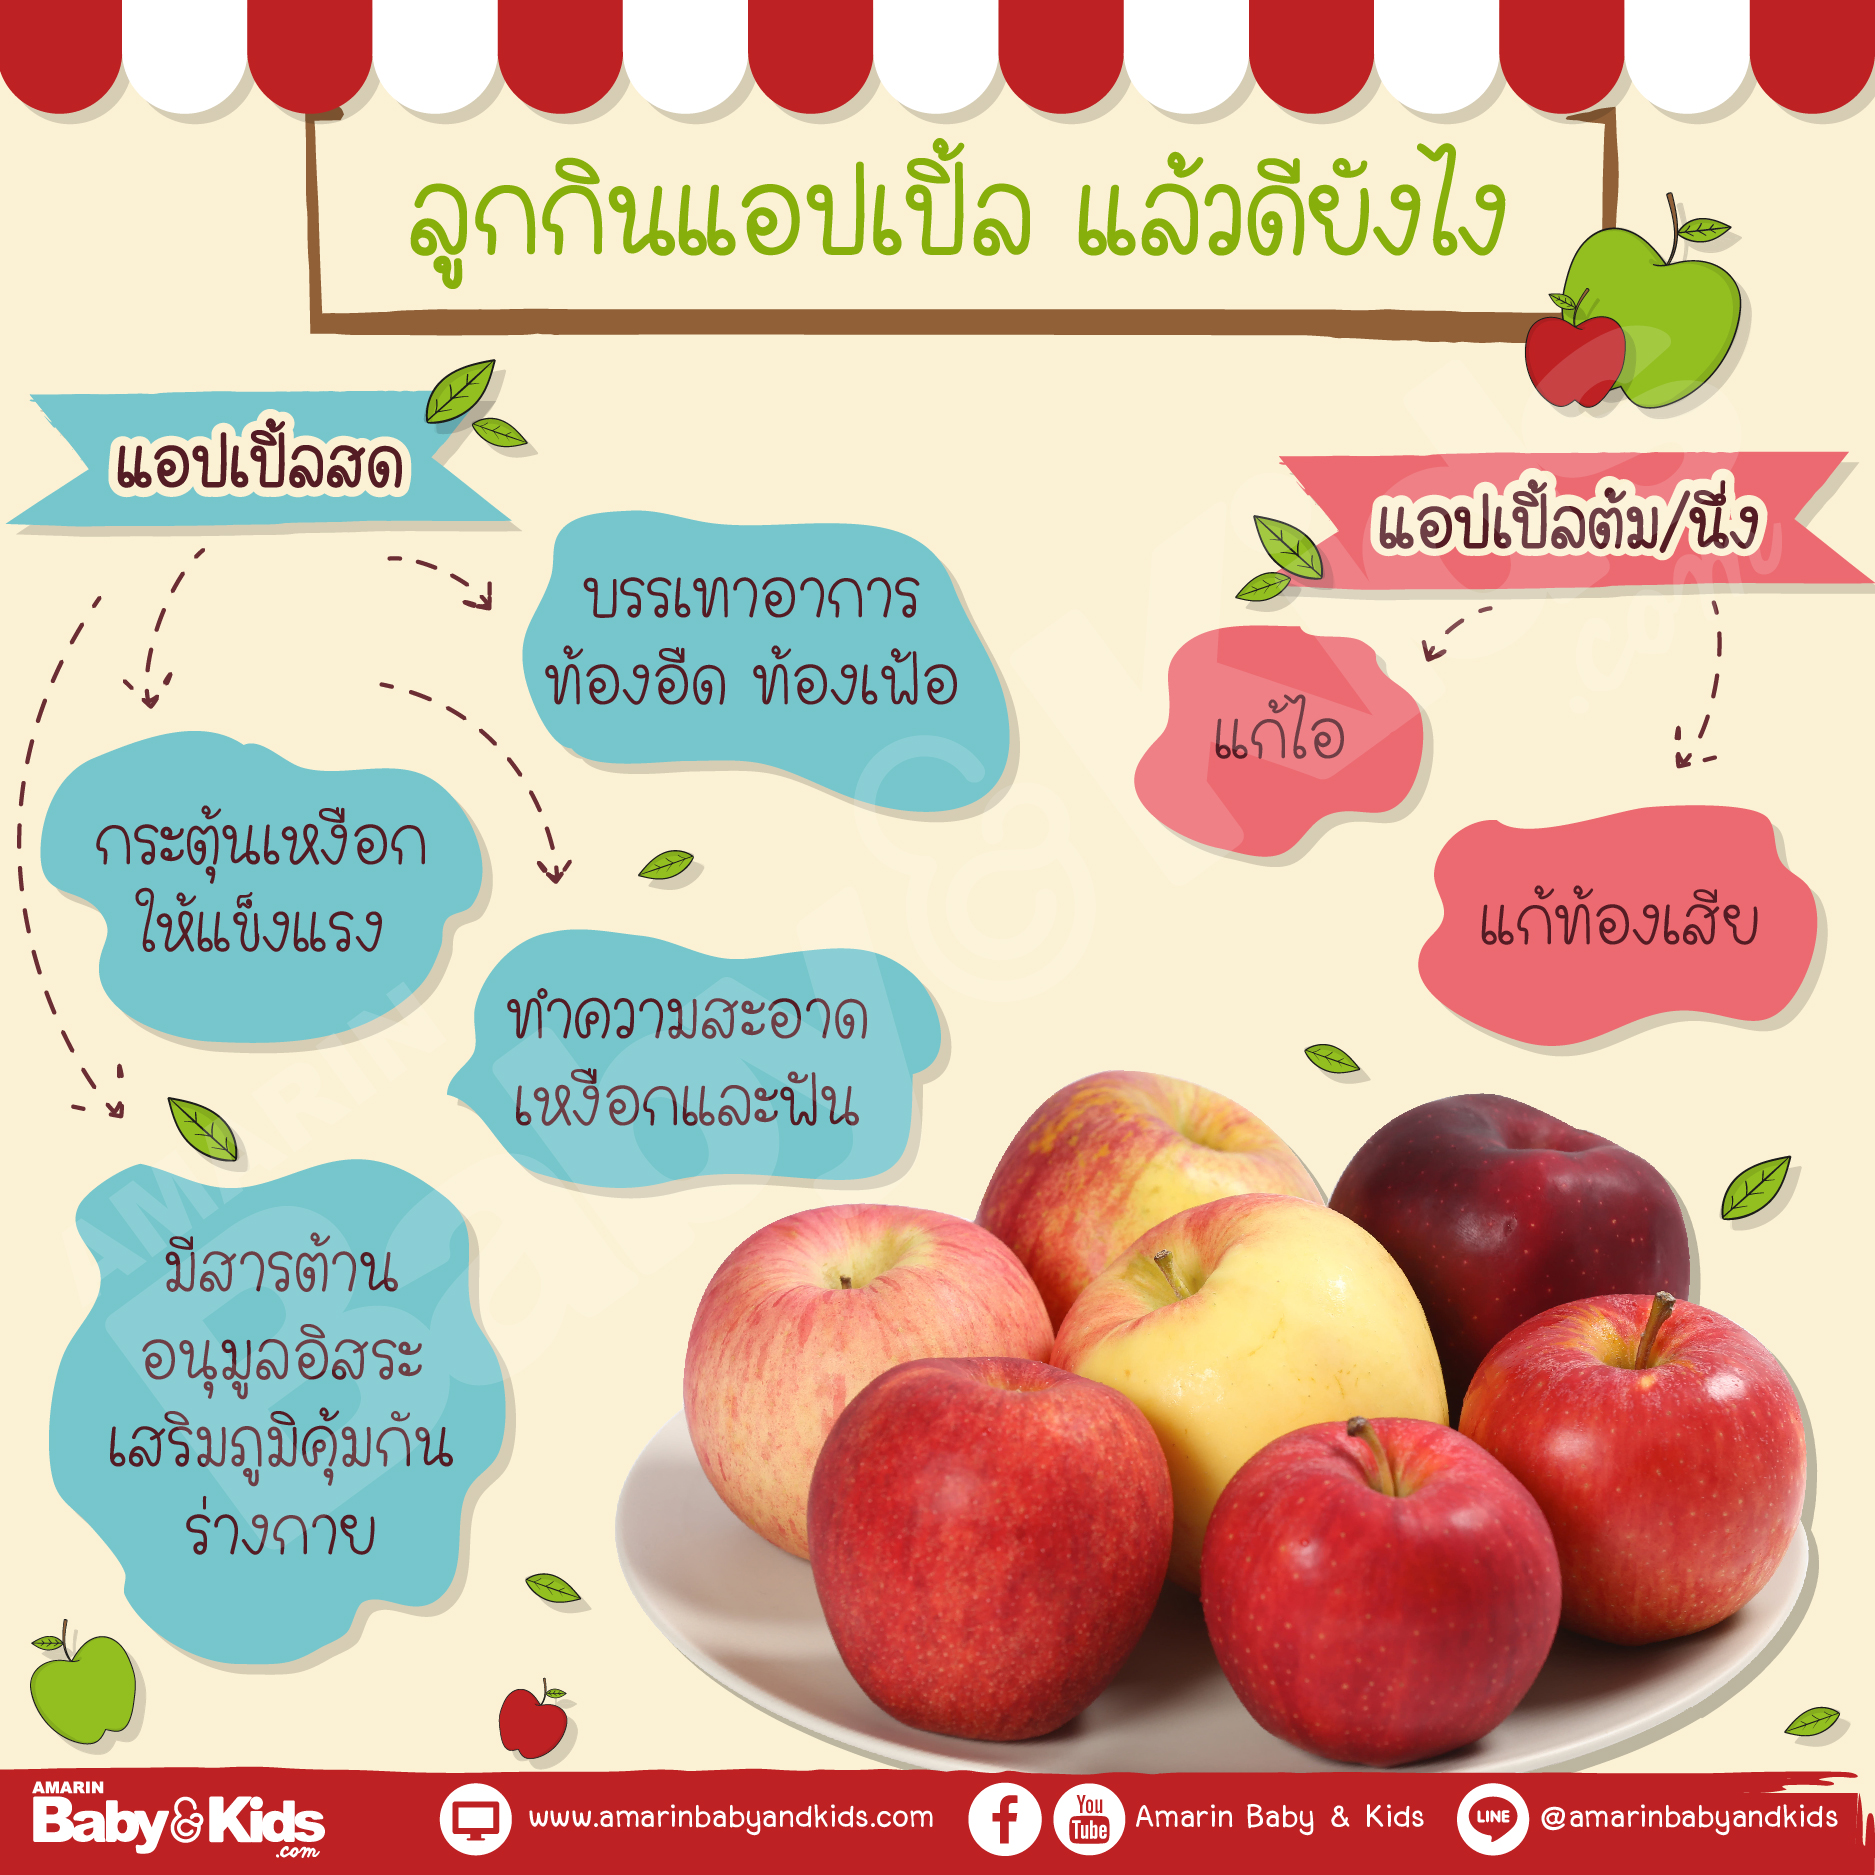 ลูกกินแอปเปิ้ล แล้วดียังไง
แอปเปิ้ลสด
บรรเทาอาการ
ท้องอืด ท้องเฟ้อ
กระตุ้นเหงือก
ให้แข็งแรง
ทำความสะอาด
เหงือกและฟัน
มีสารต้าน
อนุมูลอิสระ
เสริมภูมิคุ้มกัน
ร่างกาย
แอปเปิ้ลต้ม/นึ่ง
แก้ไอ
แก้ท้องเสีย
AMARIN
Baby & Kids
.com
AMARIN
Baby&Kids
.com
www.amarinbabyandkids.com
f
You
Tube
Amarin Baby & Kids
LINE
@amarinbabyandkids